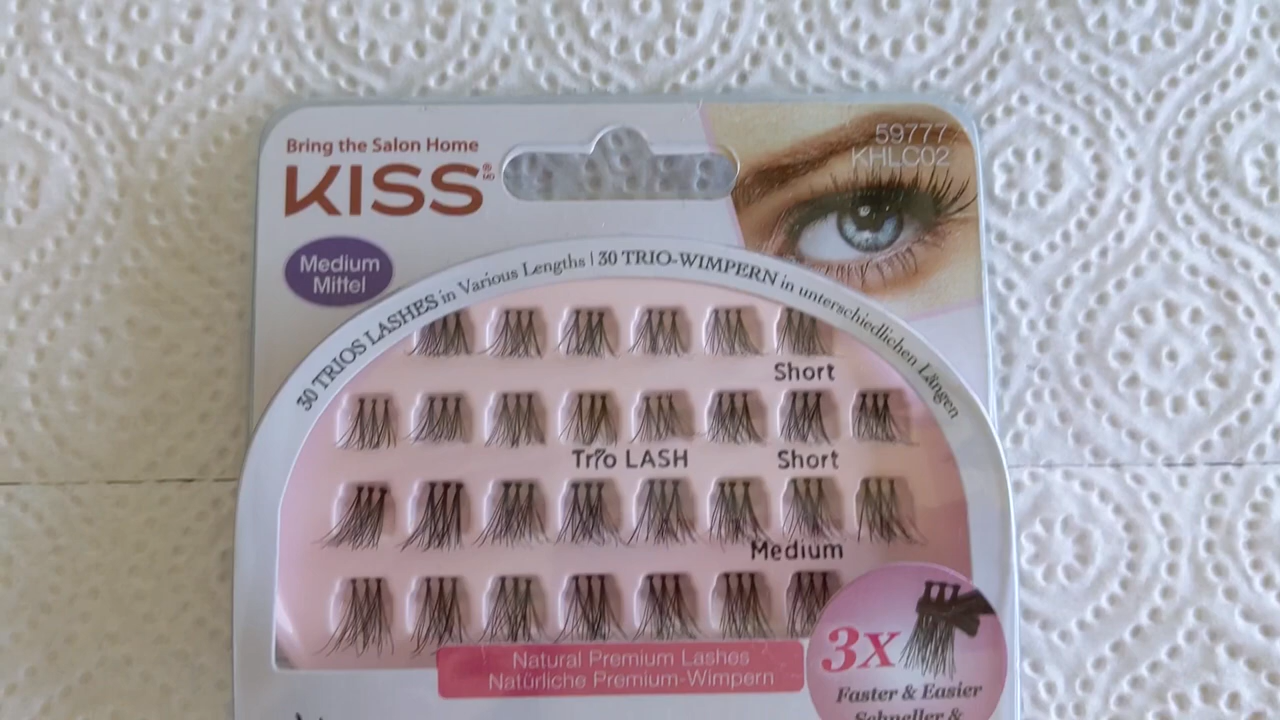 Bring the Salon Home
KISS®
59777
KHLC02
Medium
Mittel
30 TRIOS LASHES in Various Lengths | 30 TRIO-WIMPERN in unterschiedlichen Längen
Short
Trio LASH
Short
Medium
Natural Premium Lashes
Natürliche Premium-Wimpern
3X
Faster & Easier
Schneller &